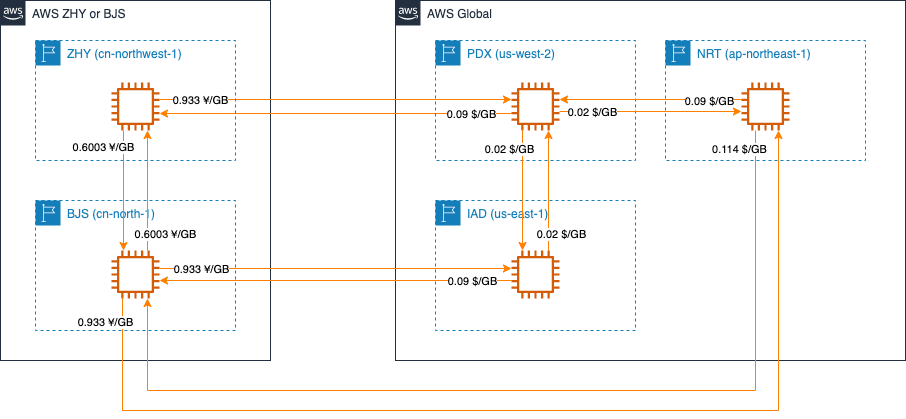 aws
AWS ZHY or BJS
aws
AWS Global
ZHY (cn-northwest-1)
PDX (us-west-2)
NRT (ap-northeast-1)
0.933 ¥/GB
0.09 $/GB
0.09 $/GB
0.02 $/GB
0.6003 ¥/GB
0.02 $/GB
0.114 $/GB
BJS (cn-north-1)
IAD (us-east-1)
0.6003 ¥/GB
0.02 $/GB
0.933 ¥/GB
0.09 $/GB
0.933 ¥/GB